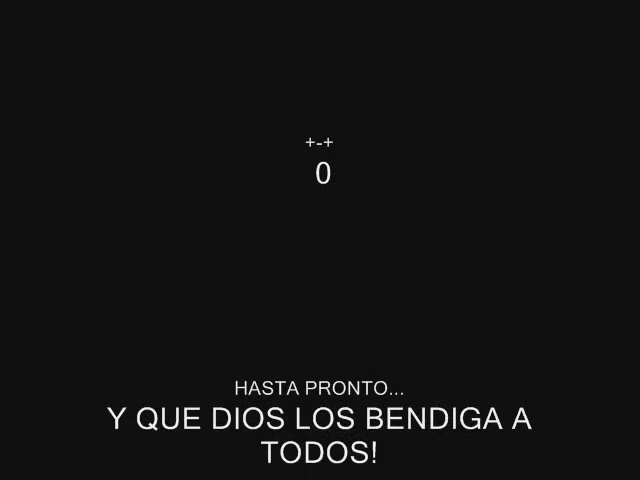 +-+
0
HASTA PRONTO...
Y QUE DIOS LOS BENDIGA A
TODOS!